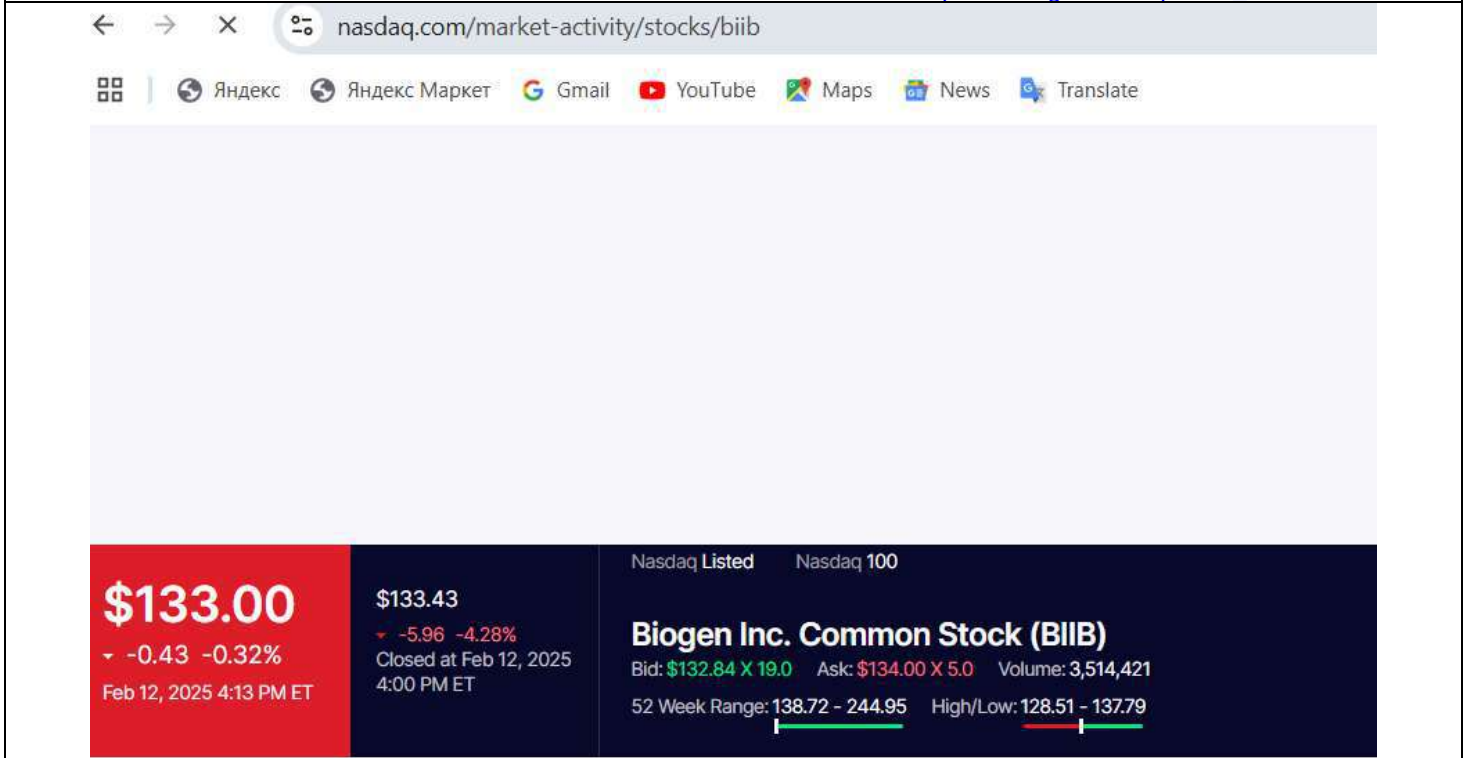 nasdaq.com/market-activity/stocks/biib
Яндекс Яндекс Маркет Gmail YouTube Maps News Translate
$133.00
-0.43 -0.32%
Feb 12, 2025 4:13 PM ET
$133.43
-5.96 -4.28%
Closed at Feb 12, 2025
4:00 PM ET
Nasdaq Listed Nasdaq 100
Biogen Inc. Common Stock (BIIB)
Bid: $132.84 X 19.0 Ask: $134.00 X 5.0 Volume: 3,514,421
52 Week Range: 138.72 - 244.95 High/Low: 128.51 - 137.79